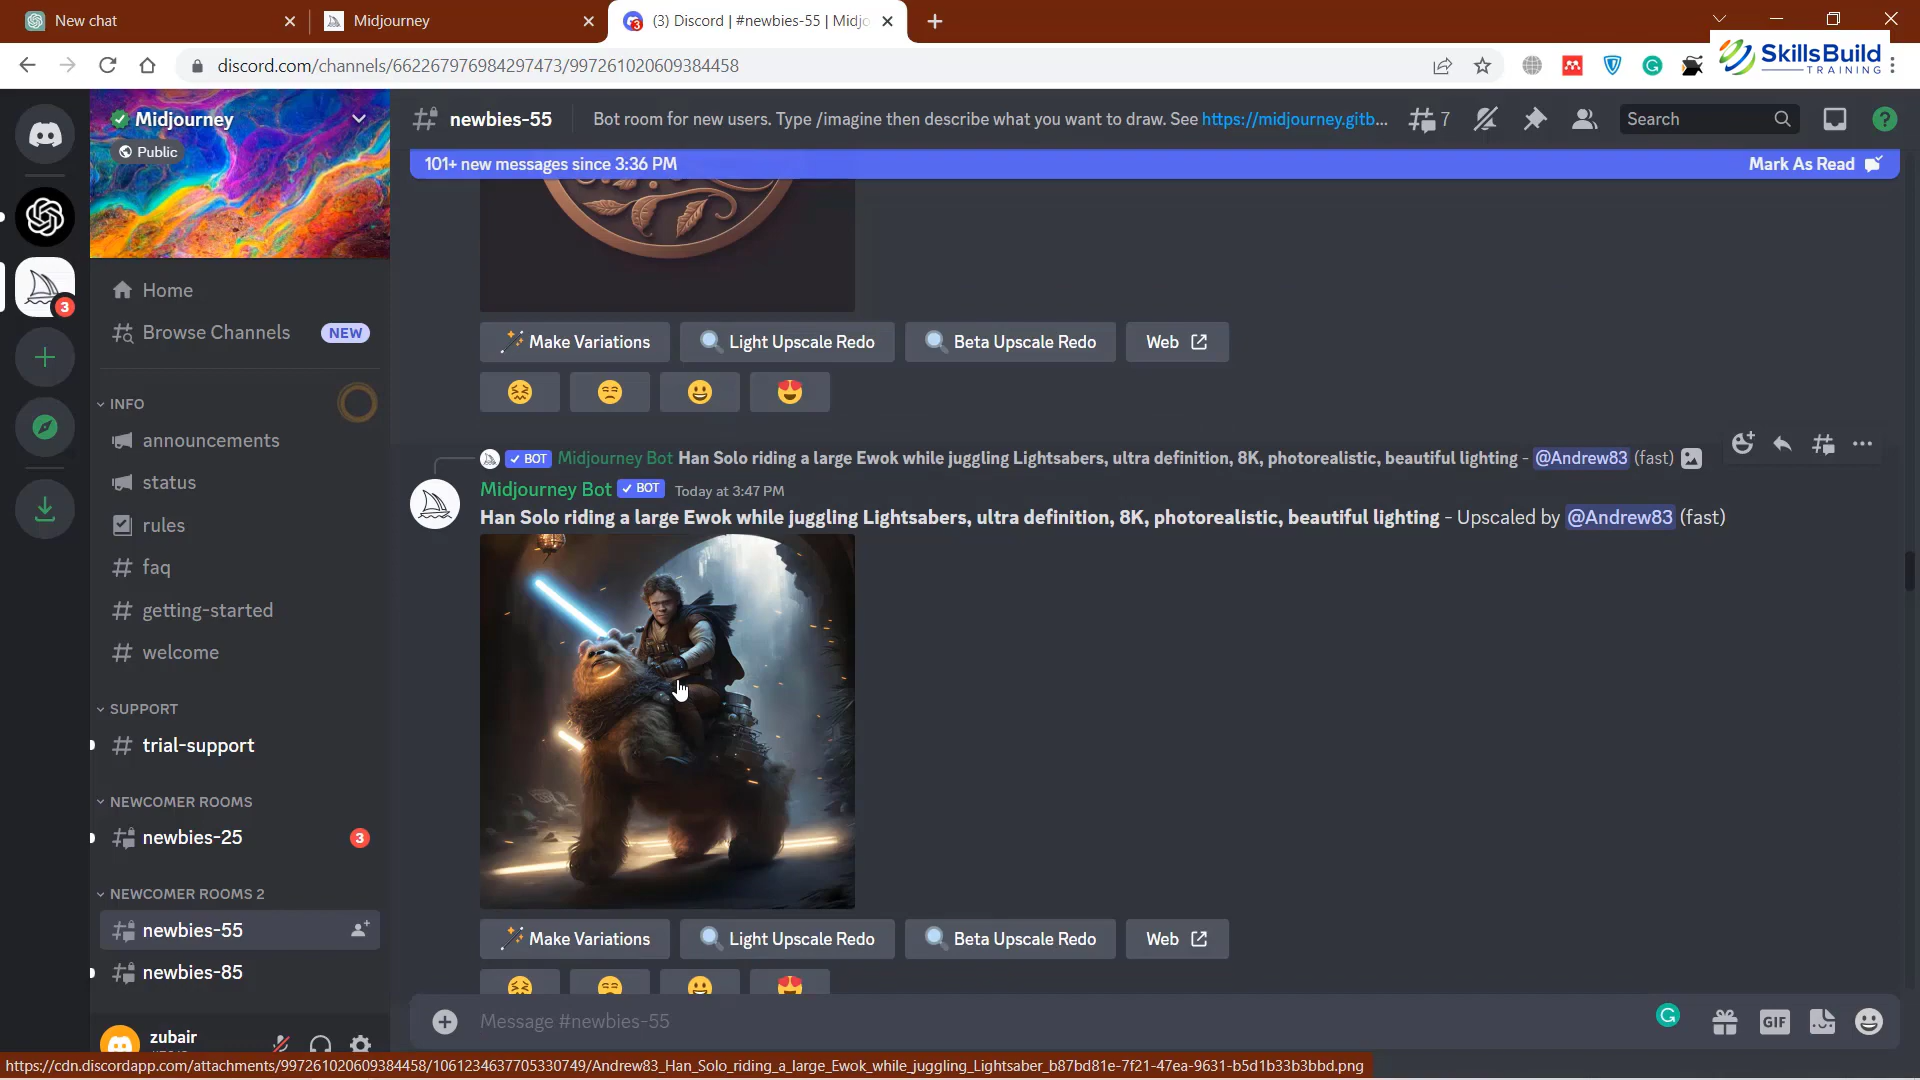 New chat
Midjourney
(3) Discord | #newbies-55 | Midjo
discord.com/channels/662267976984297473/997261020609384458
SkillsBuild
TRAINING
Midjourney
Public
newbies-55
Bot room for new users. Type /imagine then describe what you want to draw. See https://midjourney.gitb...
7
Search
101+ new messages since 3:36 PM
Mark As Read
3
Home
Browse Channels
NEW
INFO
announcements
status
rules
faq
getting-started
welcome
SUPPORT
trial-support
NEWCOMER ROOMS
newbies-25
3
NEWCOMER ROOMS 2
newbies-55
newbies-85
zubair
Make Variations
Light Upscale Redo
Beta Upscale Redo
Web
BOT Midjourney Bot Han Solo riding a large Ewok while juggling Lightsabers, ultra definition, 8K, photorealistic, beautiful lighting - @Andrew83 (fast)
Midjourney Bot BOT Today at 3:47 PM
Han Solo riding a large Ewok while juggling Lightsabers, ultra definition, 8K, photorealistic, beautiful lighting - Upscaled by @Andrew83 (fast)
Make Variations
Light Upscale Redo
Beta Upscale Redo
Web
Message #newbies-55
GIF
https://cdn.discordapp.com/attachments/997261020609384458/1061234637705330749/Andrew83_Han_Solo_riding_a_large_Ewok_while_juggling_Lightsaber_b87bd81e-7f21-47ea-9631-b5d1b33b3bbd.png